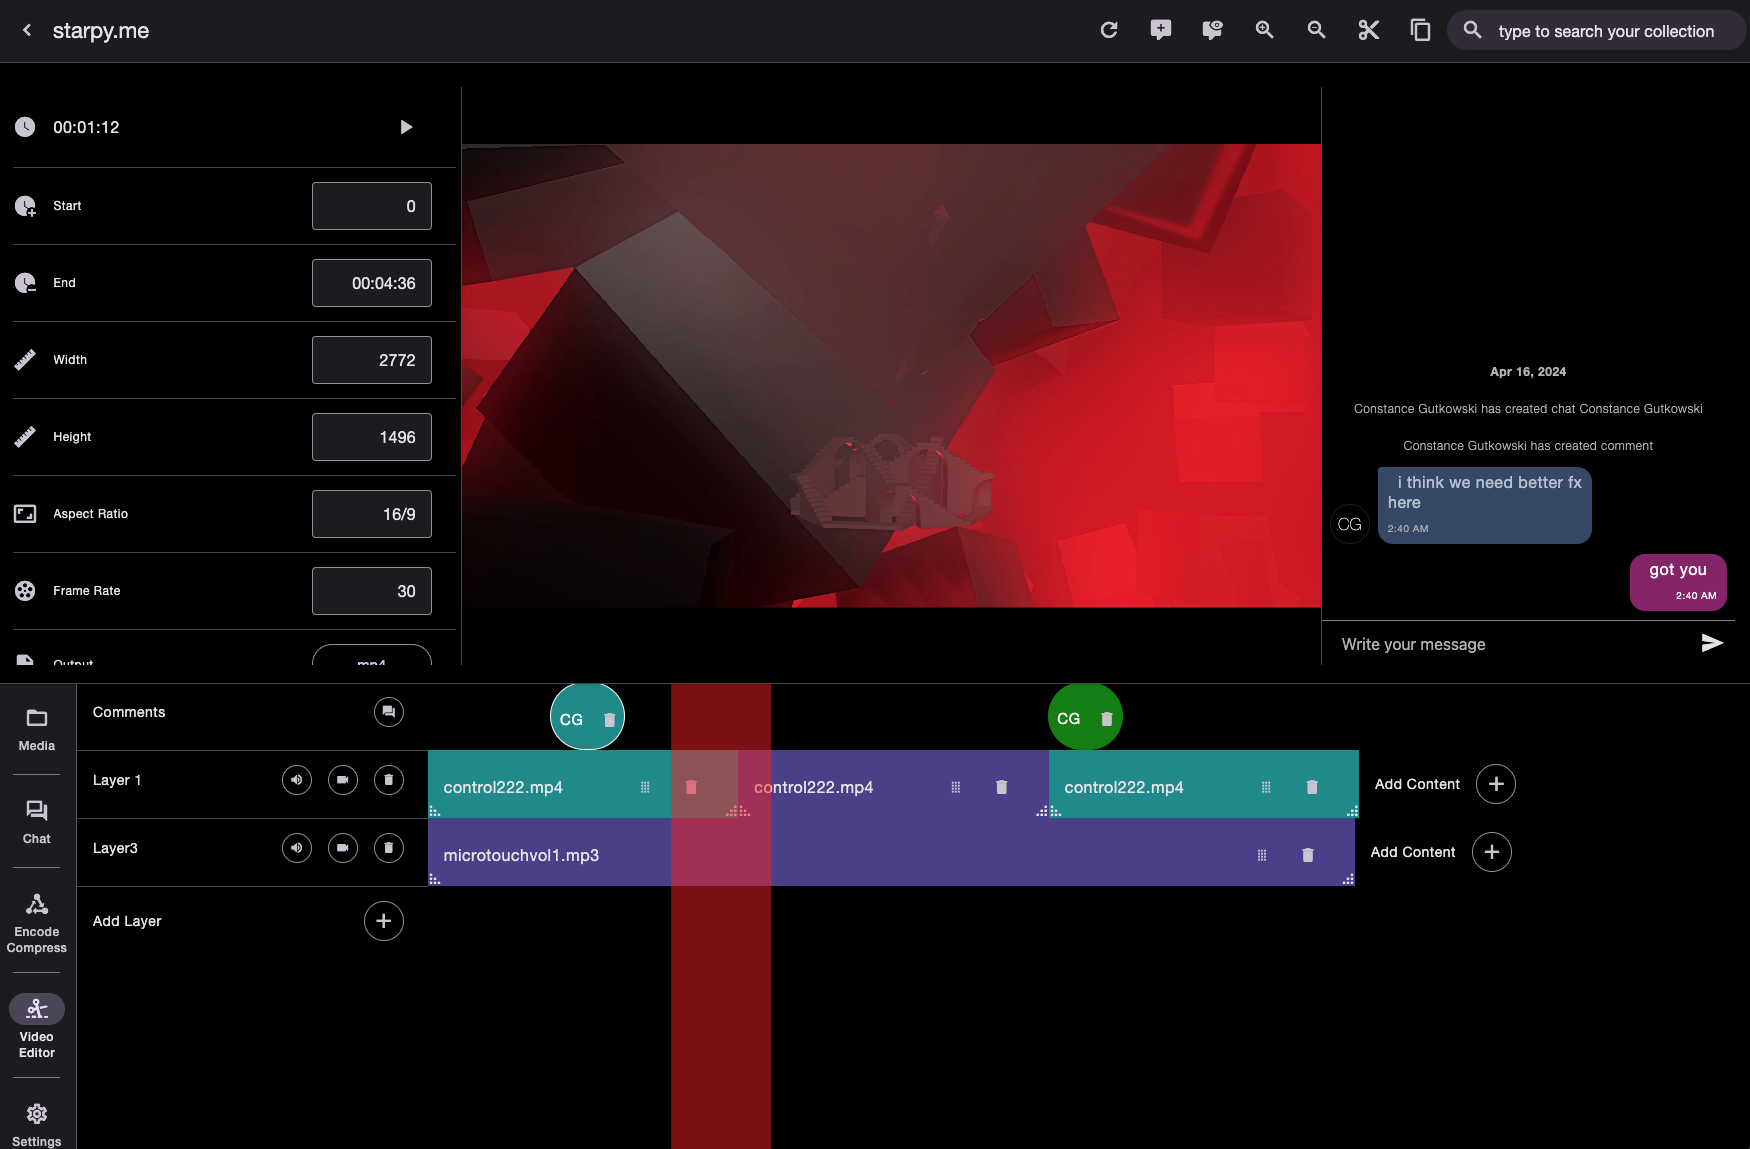 starpy.me
type to search your collection
00:01:12
Start
0
End
00:04:36
Width
2772
Height
1496
Aspect Ratio
16/9
Frame Rate
30
Output
mp4
Apr 16, 2024
Constance Gutkowski has created chat Constance Gutkowski
Constance Gutkowski has created comment
i think we need better fx
here
2:40 AM
CG
got you
2:40 AM
Write your message
Media
Chat
Encode
Compress
Video
Editor
Settings
Comments
CG
CG
Layer 1
control222.mp4
control222.mp4
control222.mp4
Add Content
Layer3
microtouchvol1.mp3
Add Content
Add Layer